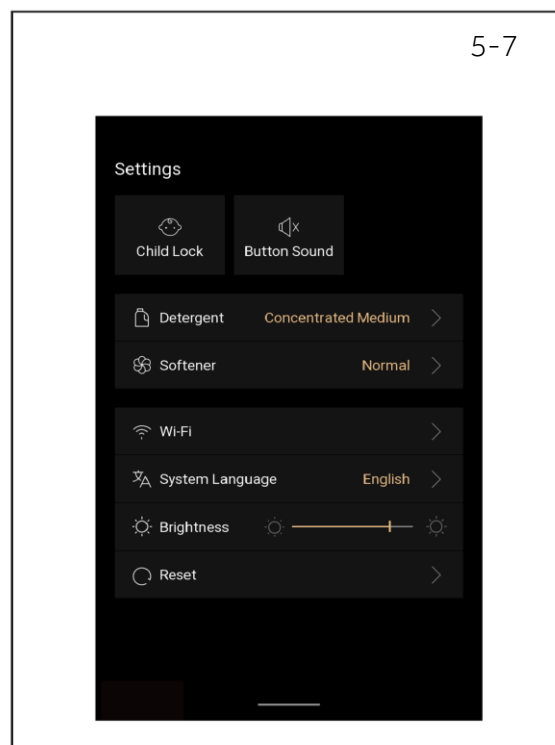 5-7
Settings
Child Lock
Button Sound
Detergent Concentrated Medium
Softener Normal
Wi-Fi
System Language English
Brightness
Reset